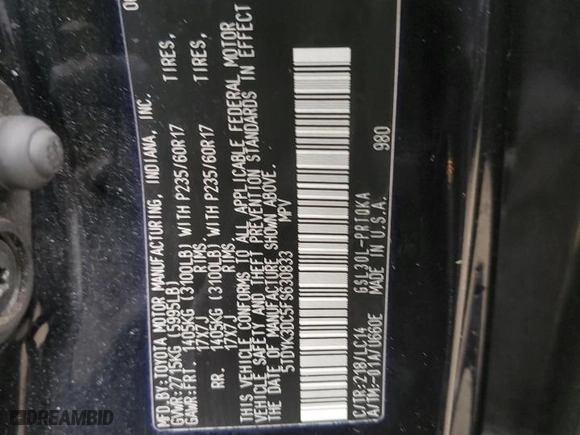 MFD.BY:TOYOTA MOTOR MANUFACTURING, INDIANA, INC.
GVWR:2715KG (5995LB)
GAWR:FRT. 1405KG (3100LB) WITH P235/60R17 TIRES,
17X7J RIMS,
RR. 1405KG (3100LB) WITH P235/60R17 TIRES,
17X7J RIMS.
THIS VEHICLE CONFORMS TO ALL APPLICABLE FEDERAL MOTOR
VEHICLE SAFETY AND THEFT PREVENTION STANDARDS IN EFFECT
ON THE DATE OF MANUFACTURE SHOWN ABOVE.
5TDYK3DC5FS630833 MPV
C/TR:218/LC14 GSL30L-PRTQKA 980
A/TM:-01A/U660E MADE IN U.S.A.
DREAMBID